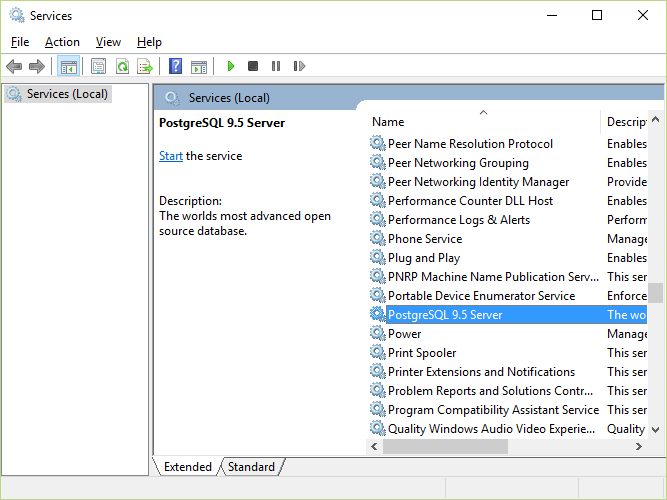 Services
File Action View Help
Services (Local)
Services (Local)
PostgreSQL 9.5 Server
Start the service
Description:
The worlds most advanced open
source database.
Name Descrip
Peer Name Resolution Protocol Enables
Peer Networking Grouping Enables
Peer Networking Identity Manager Provide
Performance Counter DLL Host Enables
Performance Logs & Alerts Perform
Phone Service Manage
Plug and Play Enables
PNRP Machine Name Publication Serv... This ser
Portable Device Enumerator Service Enforce
PostgreSQL 9.5 Server The wo
Power Manage
Print Spooler This ser
Printer Extensions and Notifications This ser
Problem Reports and Solutions Contr... This ser
Program Compatibility Assistant Service This ser
Quality Windows Audio Video Experie... Quality
Extended Standard